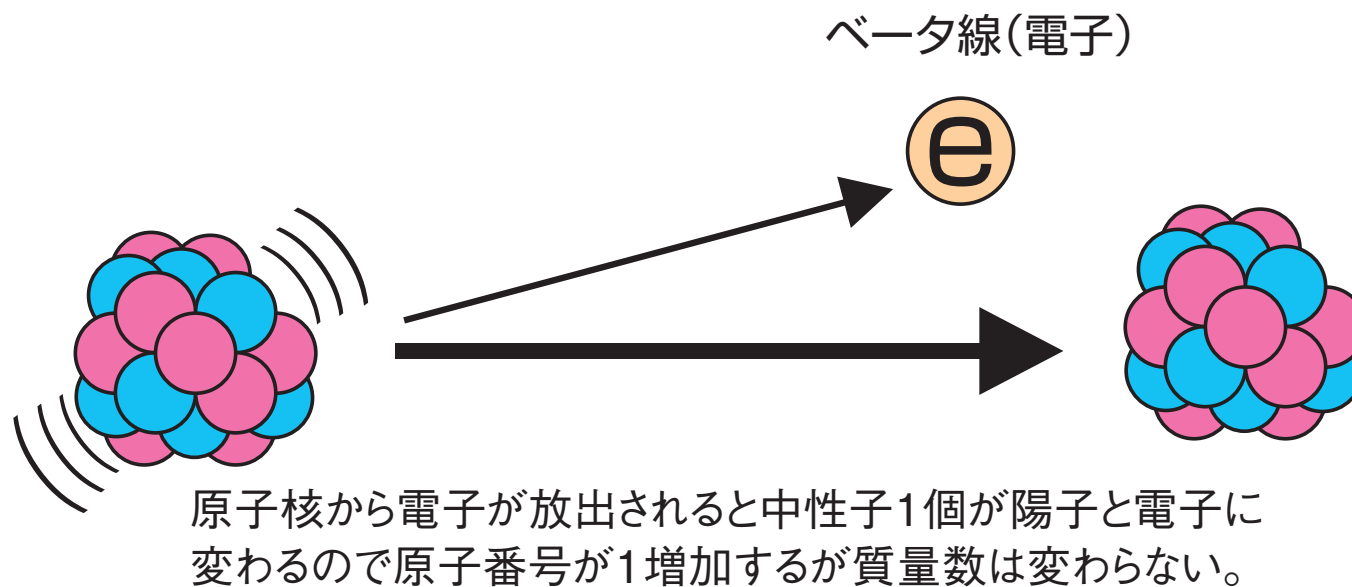 ベータ線(電子)
e
原子核から電子が放出されると中性子1個が陽子と電子に
変わるので原子番号が1増加するが質量数は変わらない。